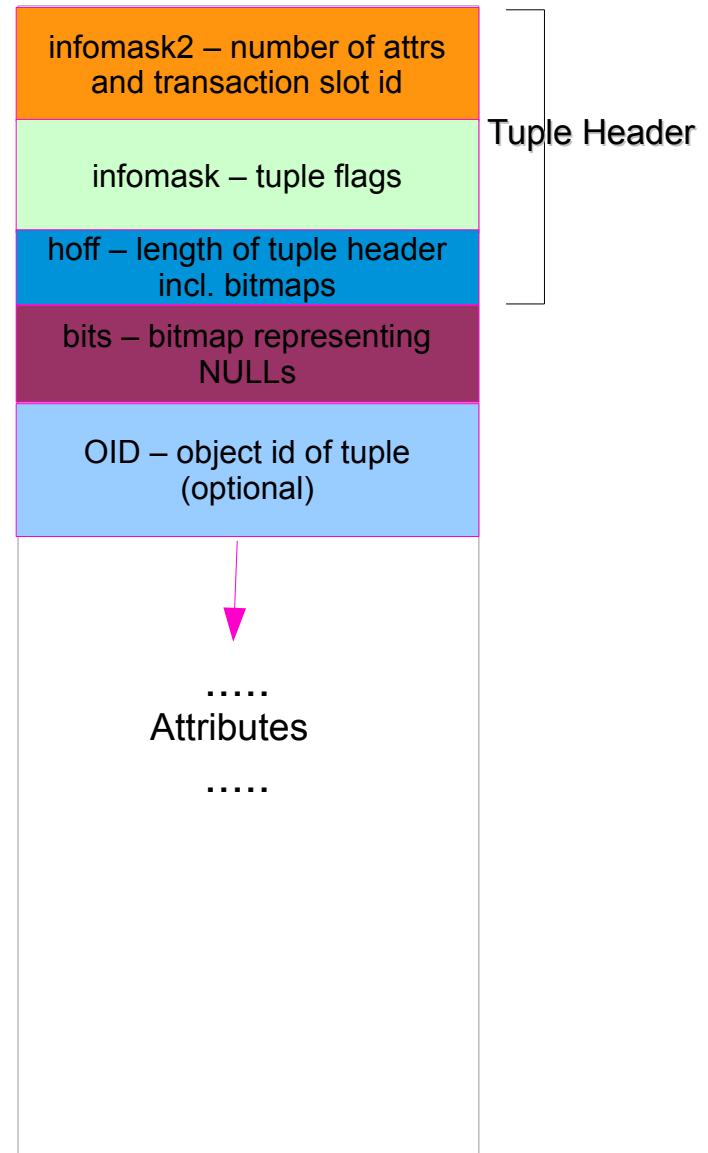 infomask2 – number of attrs
and transaction slot id
Tuple Header
infomask – tuple flags
hoff – length of tuple header
incl. bitmaps
bits – bitmap representing
NULLs
OID – object id of tuple
(optional)
.....
Attributes
.....